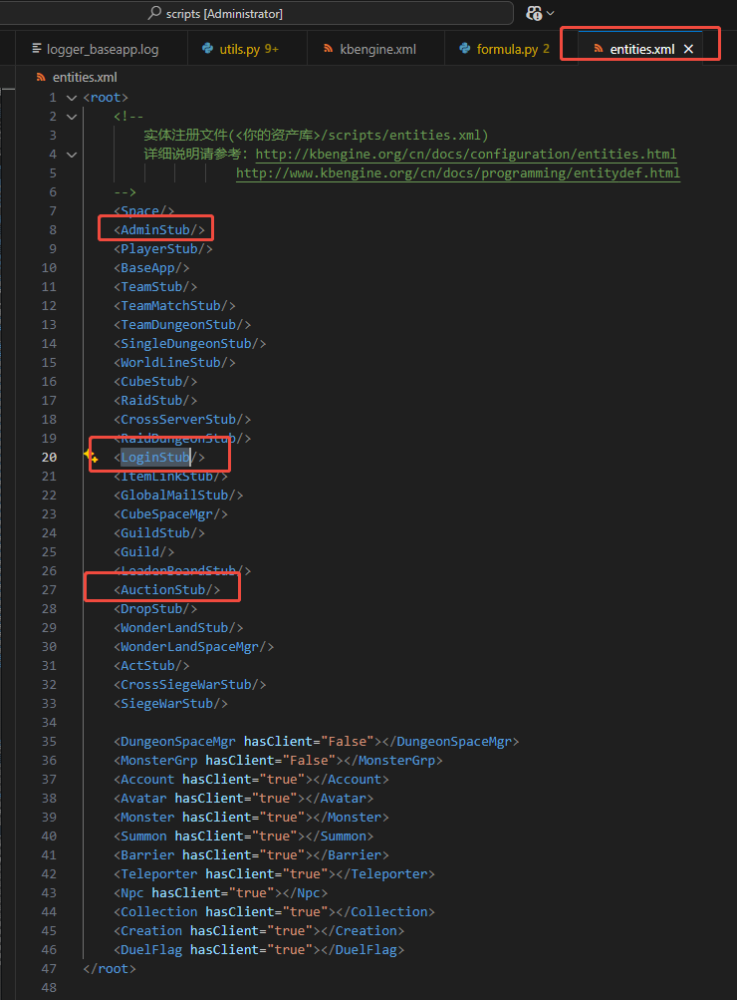 scripts [Administrator]
logger_baseapp.log utils.py 9+ kbengine.xml formula.py 2 entities.xml
entities.xml
1 <root>
2 <!--
3 实体注册文件(<你的资产库>/scripts/entities.xml)
4 详细说明请参考: http://kbengine.org/cn/docs/configuration/entities.html
5 http://www.kbengine.org/cn/docs/programming/entitydef.html
6 -->
7 <Space/>
8 <AdminStub/>
9 <PlayerStub/>
10 <BaseApp/>
11 <TeamStub/>
12 <TeamMatchStub/>
13 <TeamDungeonStub/>
14 <SingleDungeonStub/>
15 <WorldLineStub/>
16 <CubeStub/>
17 <RaidStub/>
18 <CrossServerStub/>
19 <RaidDungeonStub/>
20 <LoginStub/>
21 <ItemLinkStub/>
22 <GlobalMailStub/>
23 <CubeSpaceMgr/>
24 <GuildStub/>
25 <Guild/>
26 <LeaderBoardStub/>
27 <AuctionStub/>
28 <DropStub/>
29 <WonderLandStub/>
30 <WonderLandSpaceMgr/>
31 <ActStub/>
32 <CrossSiegeWarStub/>
33 <SiegeWarStub/>
34
35 <DungeonSpaceMgr hasClient="False"></DungeonSpaceMgr>
36 <MonsterGrp hasClient="False"></MonsterGrp>
37 <Account hasClient="true"></Account>
38 <Avatar hasClient="true"></Avatar>
39 <Monster hasClient="true"></Monster>
40 <Summon hasClient="true"></Summon>
41 <Barrier hasClient="true"></Barrier>
42 <Teleporter hasClient="true"></Teleporter>
43 <Npc hasClient="true"></Npc>
44 <Collection hasClient="true"></Collection>
45 <Creation hasClient="true"></Creation>
46 <DuelFlag hasClient="true"></DuelFlag>
47 </root>
48